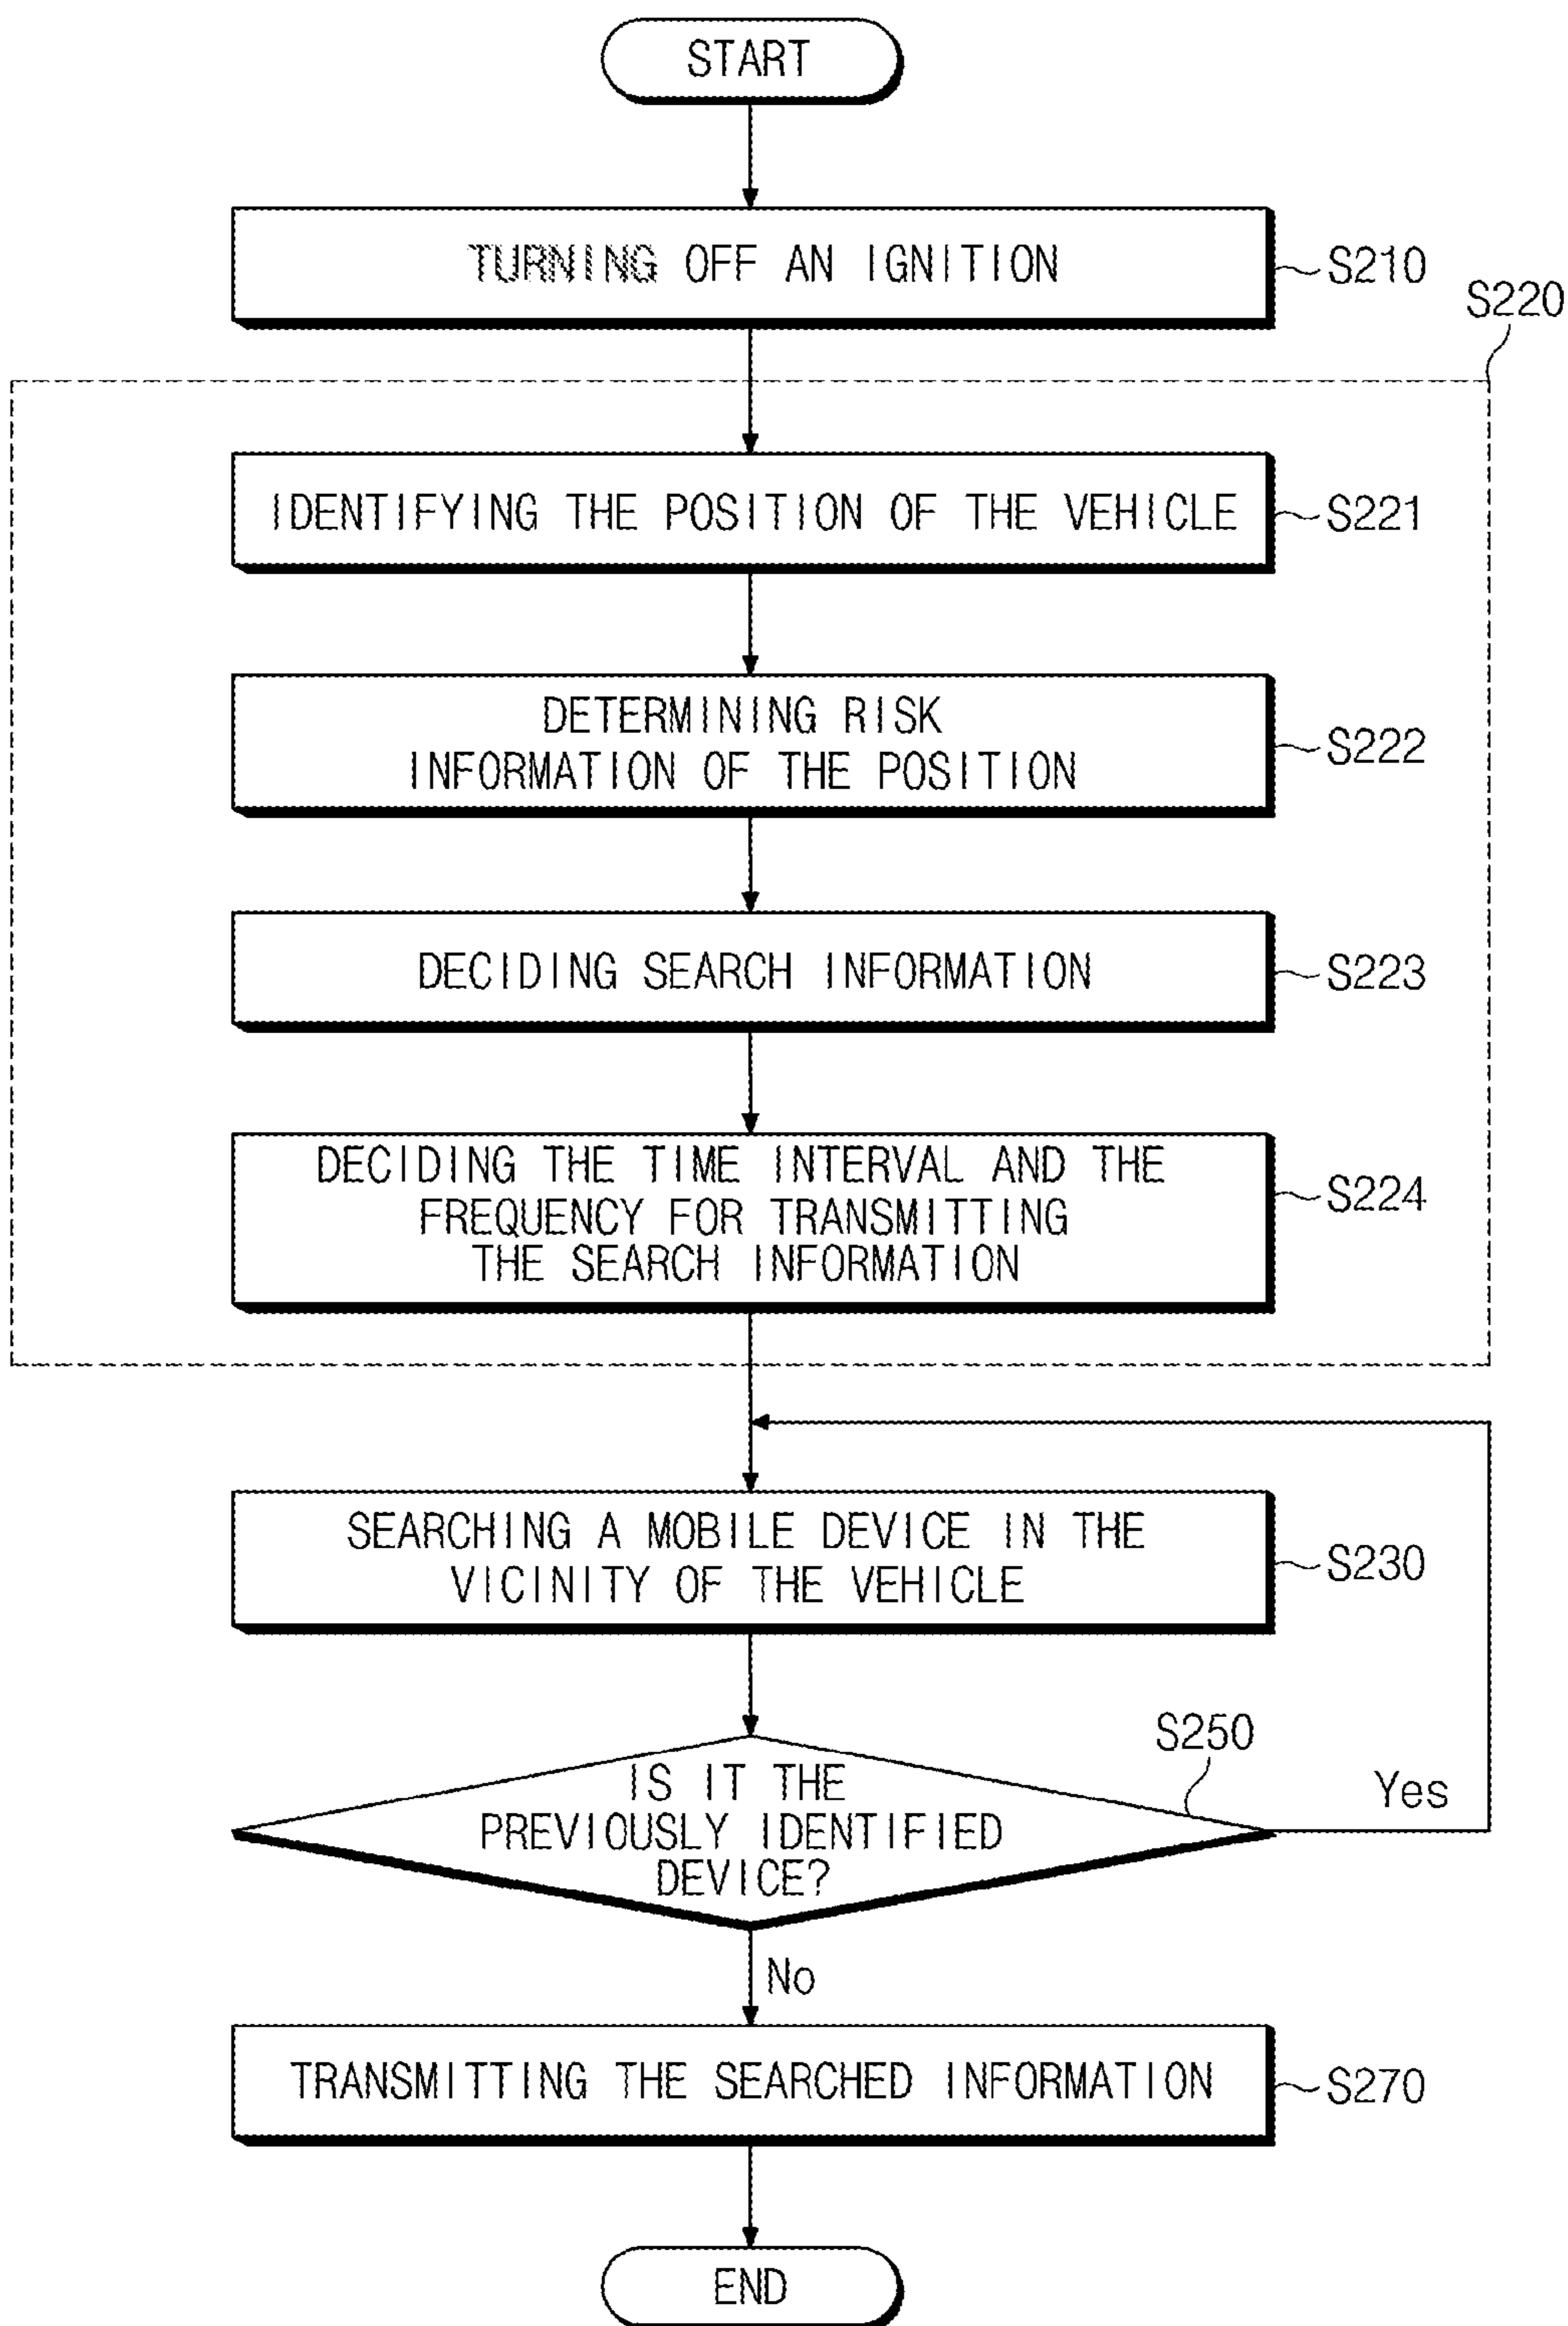 START
TURNING OFF AN IGNITION
S210
S220
IDENTIFYING THE POSITION OF THE VEHICLE
S221
DETERMINING RISK
INFORMATION OF THE POSITION
S222
DECIDING SEARCH INFORMATION
S223
DECIDING THE TIME INTERVAL AND THE
FREQUENCY FOR TRANSMITTING
THE SEARCH INFORMATION
S224
SEARCHING A MOBILE DEVICE IN THE
VICINITY OF THE VEHICLE
S230
S250
IS IT THE
PREVIOUSLY IDENTIFIED
DEVICE?
Yes
No
TRANSMITTING THE SEARCHED INFORMATION
S270
END